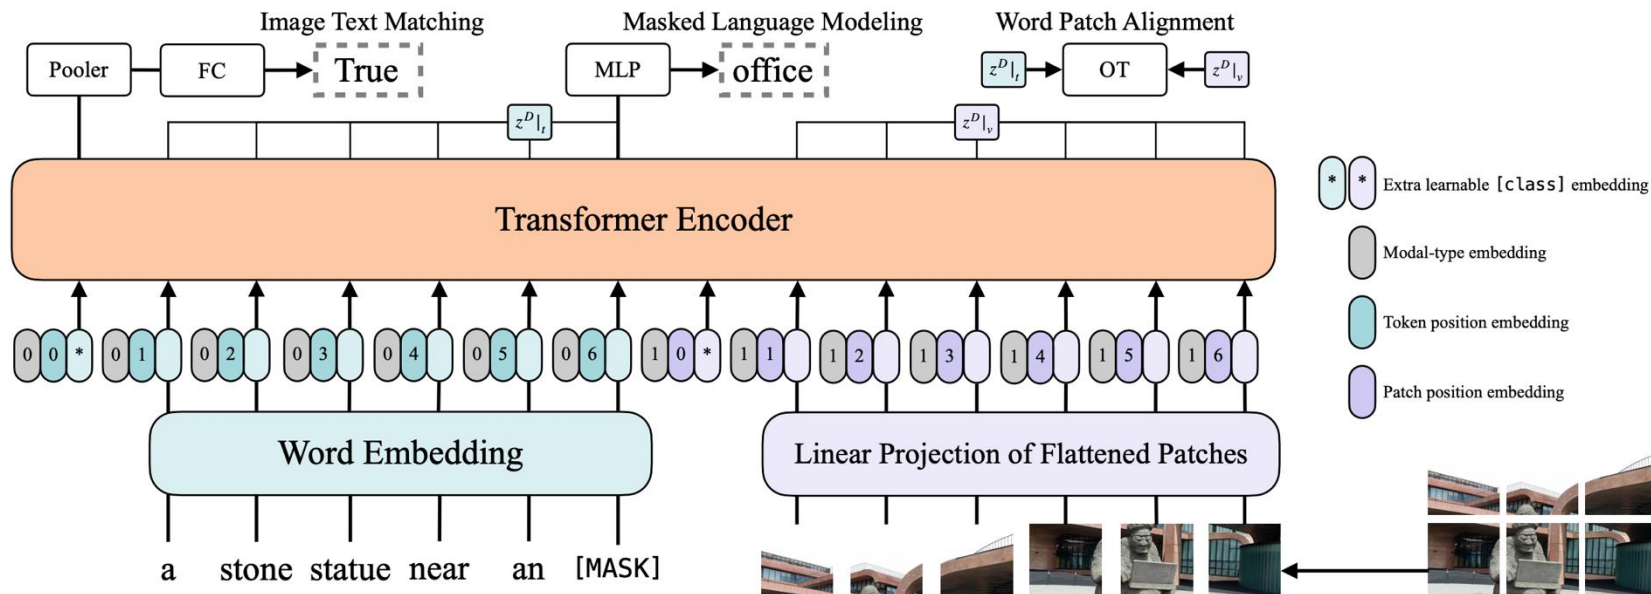 Image Text Matching
Masked Language Modeling
Word Patch Alignment
Pooler
FC
True
MLP
office
z^D|_t
OT
z^D|_v
z^D|_t
z^D|_v
Transformer Encoder
* * Extra learnable [class] embedding
Modal-type embedding
Token position embedding
Patch position embedding
0 0 * 0 1 0 2 0 3 0 4 0 5 0 6 1 0 * 1 1 1 2 1 3 1 4 1 5 1 6
Word Embedding
Linear Projection of Flattened Patches
a stone statue near an [MASK]